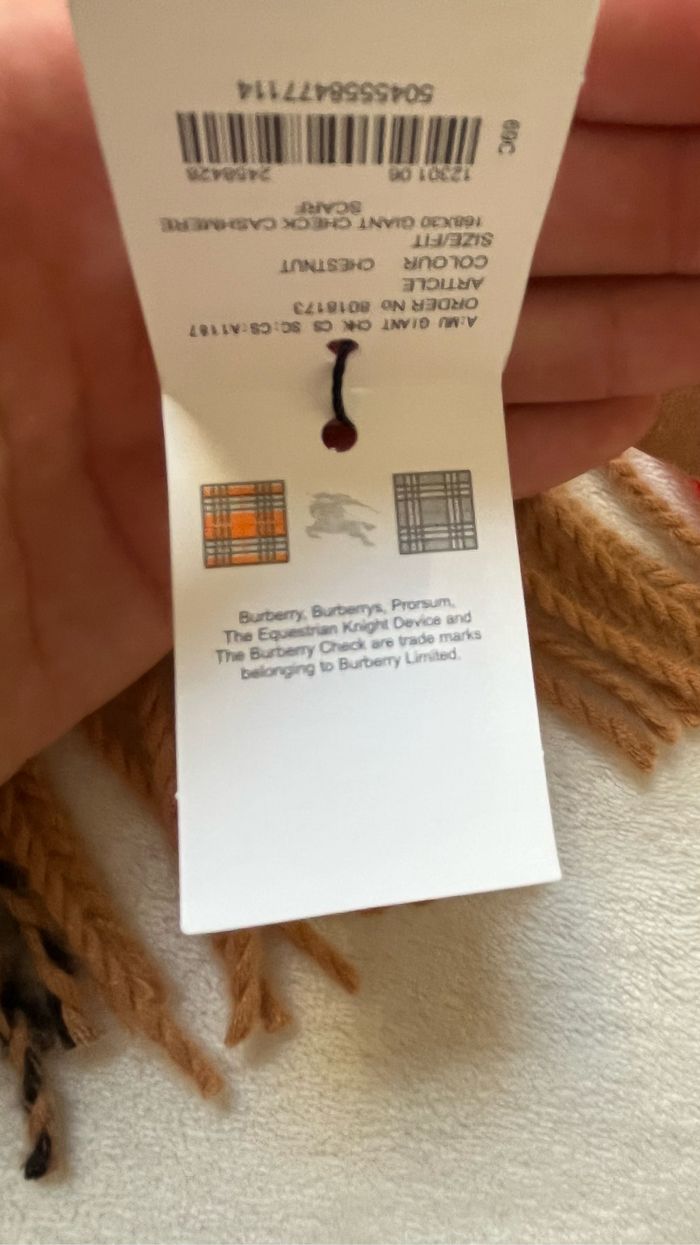 A:MU GIANT CHK CS SC:CS:A1187
ORDER No 8018173
ARTICLE
COLOUR CHESTNUT
SIZE/FIT
168X30 GIANT CHECK CASHMERE
SCARF
12301 06 2458428
5045558477114
69C
Burberry, Burberrys, Prorsum,
The Equestrian Knight Device and
The Burberry Check are trade marks
belonging to Burberry Limited.